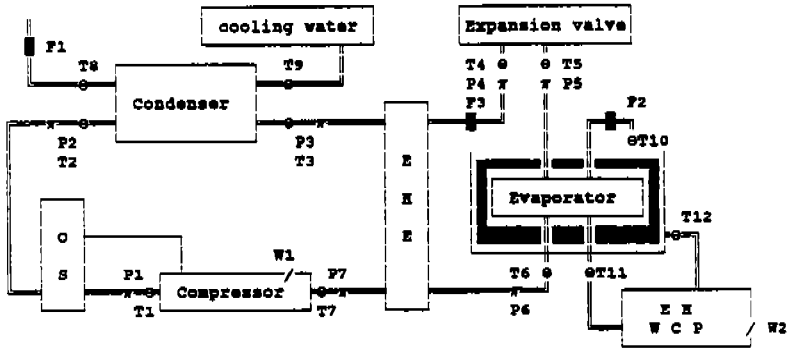 cooling water
Expansion valve
F1
T8
T9
T4
T5
P4
P5
Condenser
F3
F2
P2
T2
P3
T3
E
H
E
T10
Evaporator
T12
O
S
W1
P1
T1
Compressor
P7
T7
T6
T11
P6
E H
W C P
W2